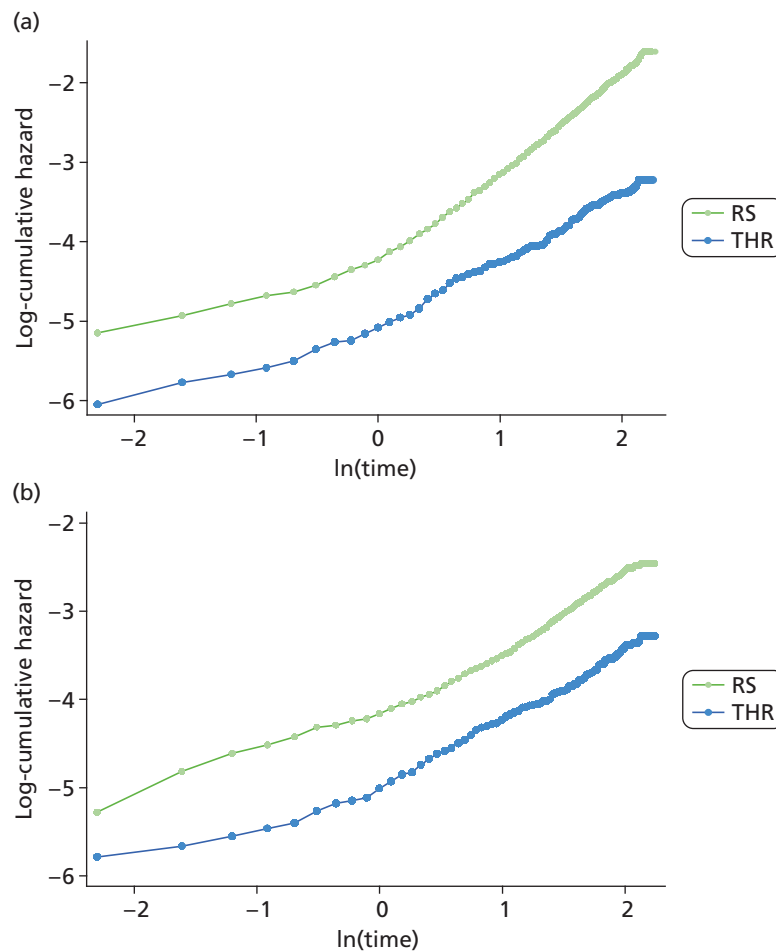 (a)
−2
−3
−4
−5
−6
Log-cumulative hazard
−2 −1 0 1 2
ln(time)
RS
THR
(b)
−2
−3
−4
−5
−6
Log-cumulative hazard
−2 −1 0 1 2
ln(time)
RS
THR